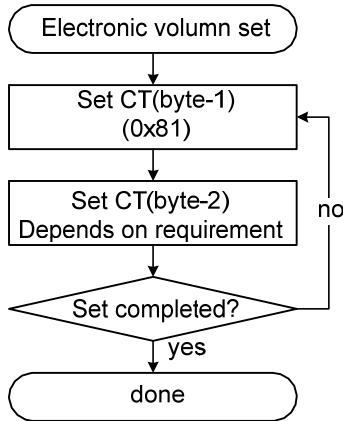 Electronic volumn set
Set CT(byte-1)
(0x81)
Set CT(byte-2)
Depends on requirement
no
Set completed?
yes
done